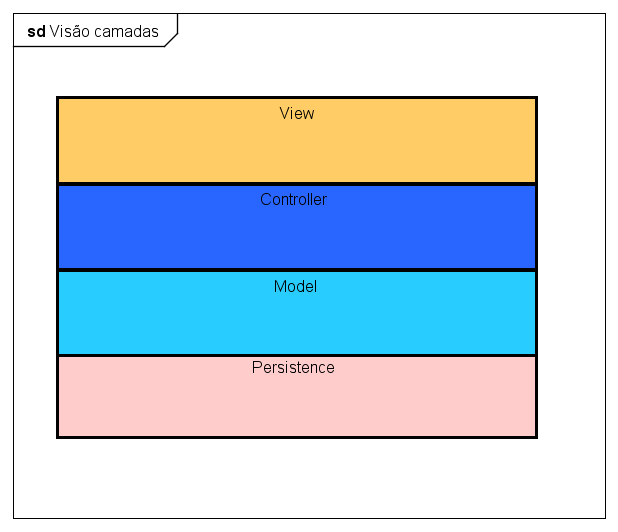 sd Visão camadas
View
Controller
Model
Persistence